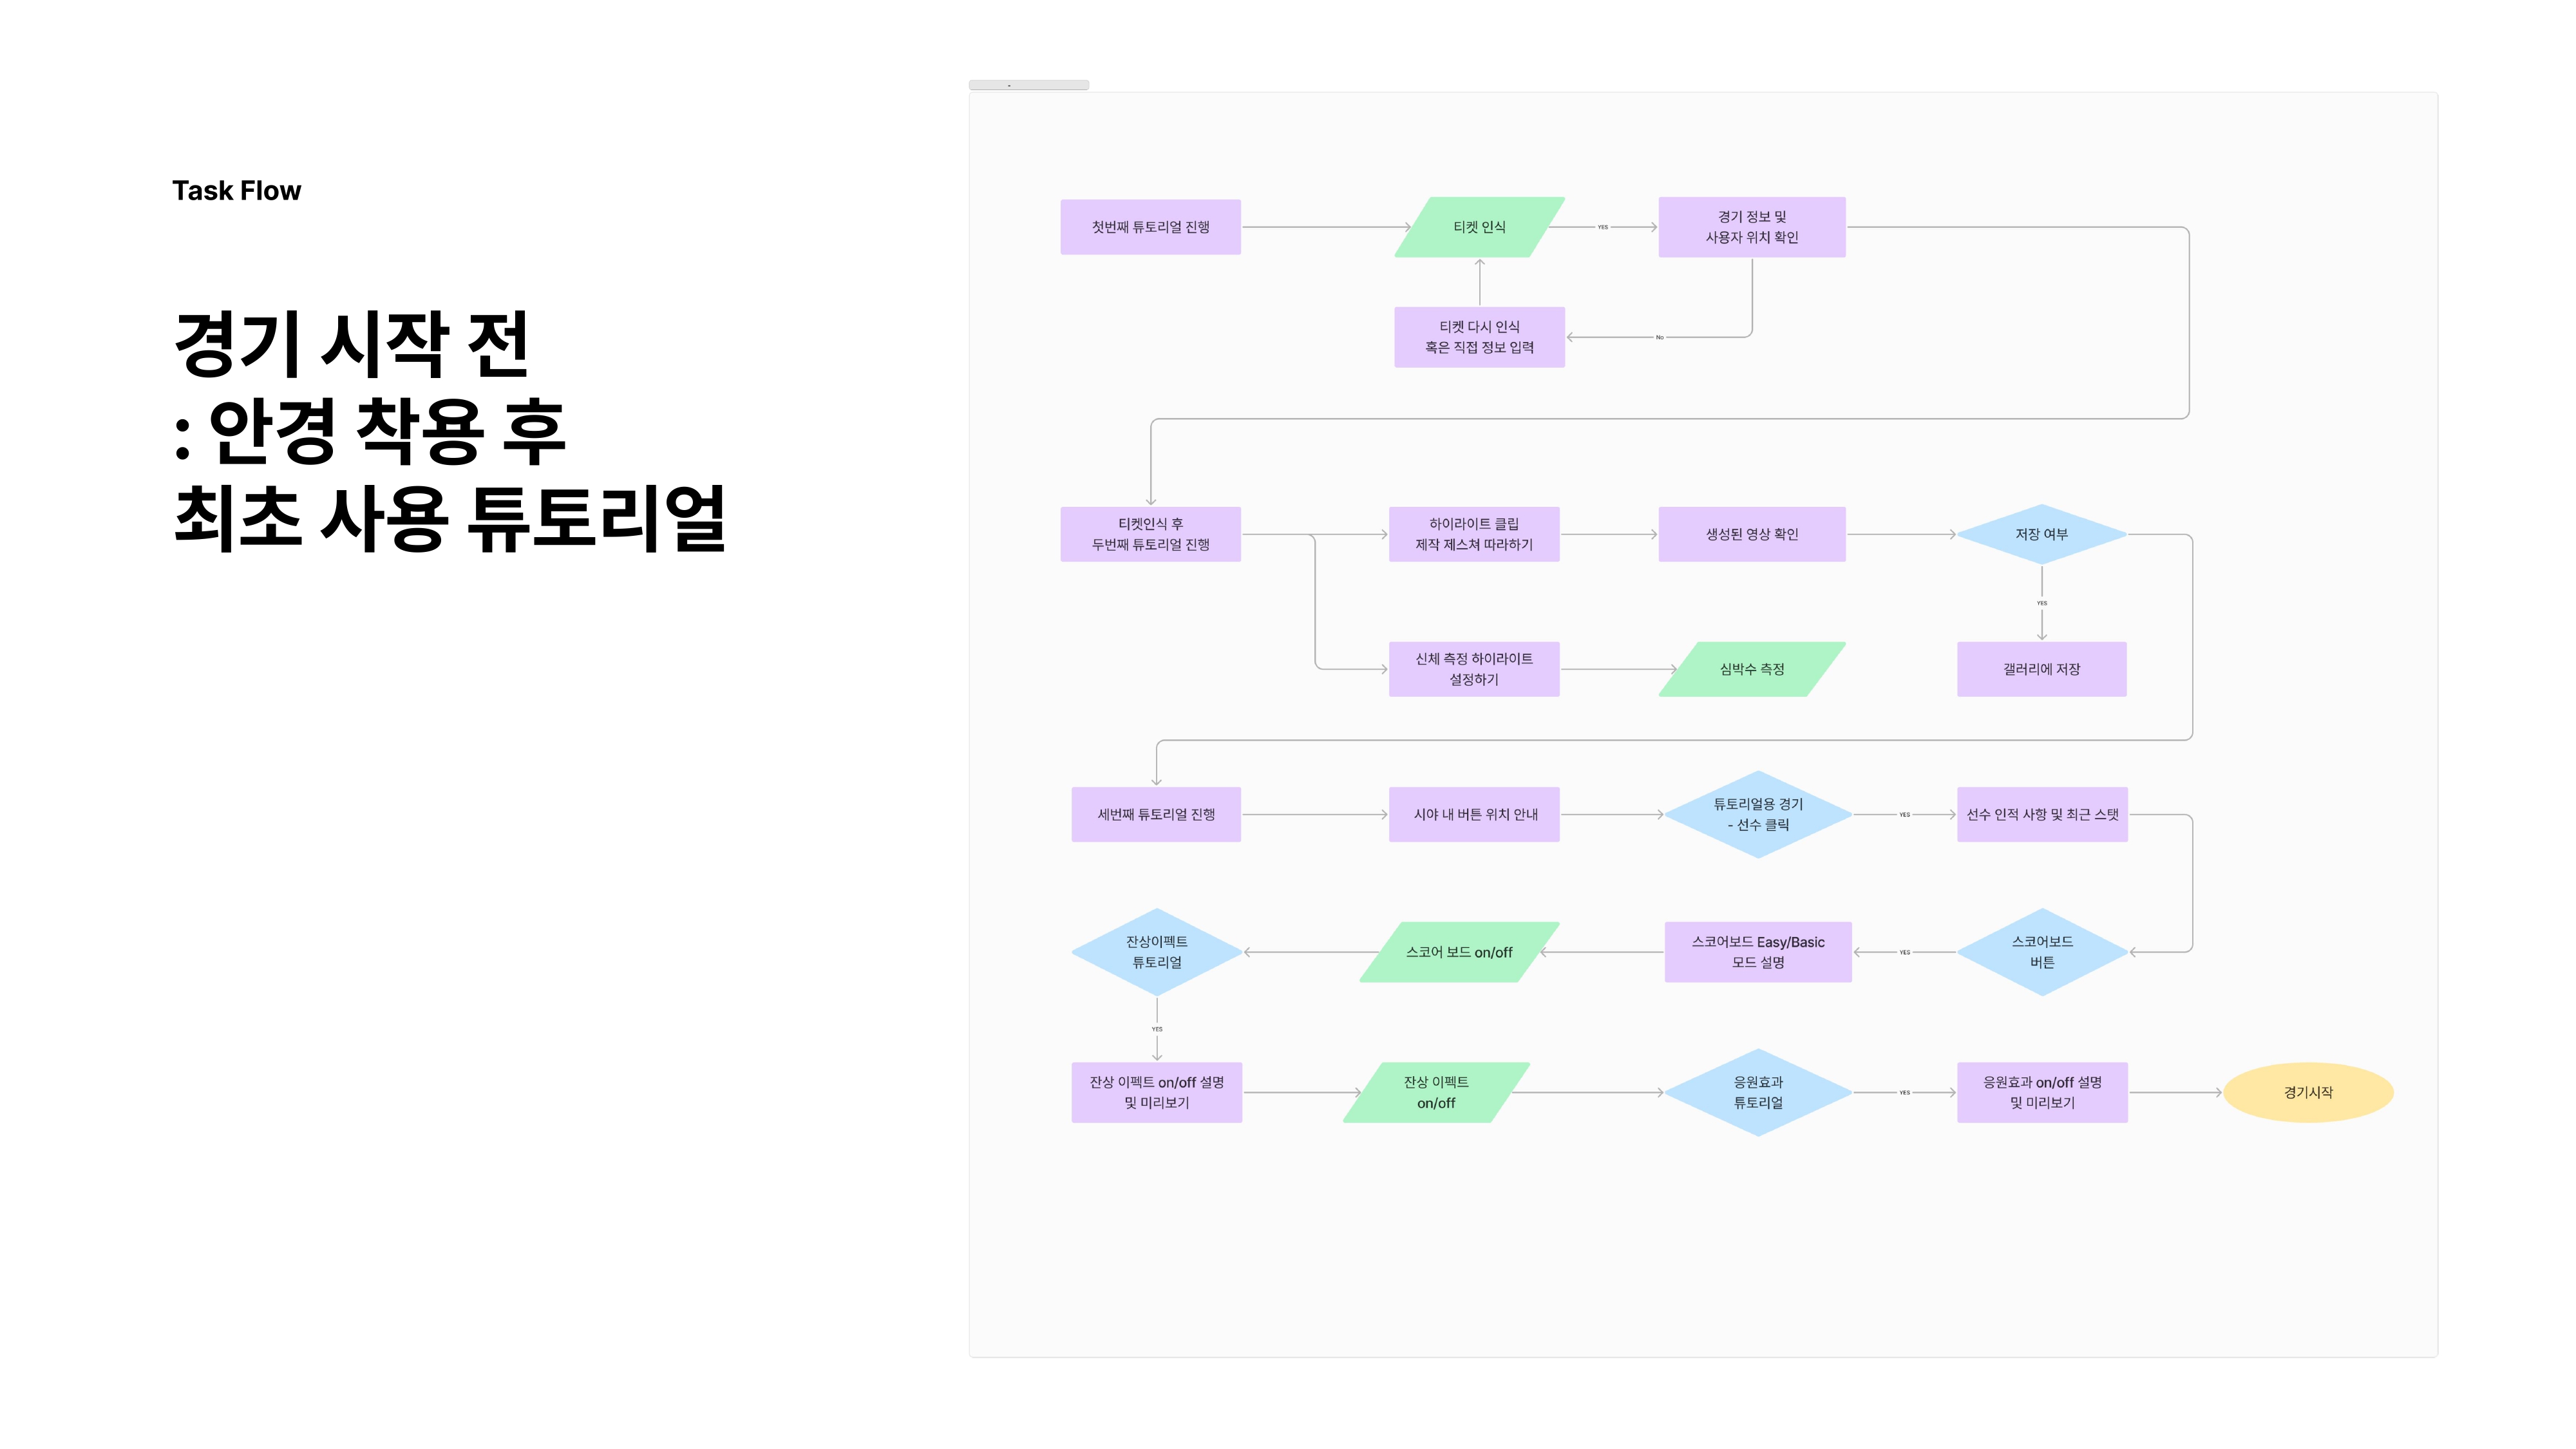 Task Flow
경기 시작 전
: 안경 착용 후
최초 사용 튜토리얼
첫번째 튜토리얼 진행
티켓 인식
YES
경기 정보 및
사용자 위치 확인
티켓 다시 인식
혹은 직접 정보 입력
No
티켓인식 후
두번째 튜토리얼 진행
하이라이트 클립
제작 제스쳐 따라하기
생성된 영상 확인
저장 여부
YES
신체 측정 하이라이트
설정하기
심박수 측정
갤러리에 저장
세번째 튜토리얼 진행
시야 내 버튼 위치 안내
튜토리얼용 경기
- 선수 클릭
YES
선수 인적 사항 및 최근 스탯
잔상이펙트
튜토리얼
스코어 보드 on/off
스코어보드 Easy/Basic
모드 설명
YES
스코어보드
버튼
YES
잔상 이펙트 on/off 설명
및 미리보기
잔상 이펙트
on/off
응원효과
튜토리얼
YES
응원효과 on/off 설명
및 미리보기
경기시작